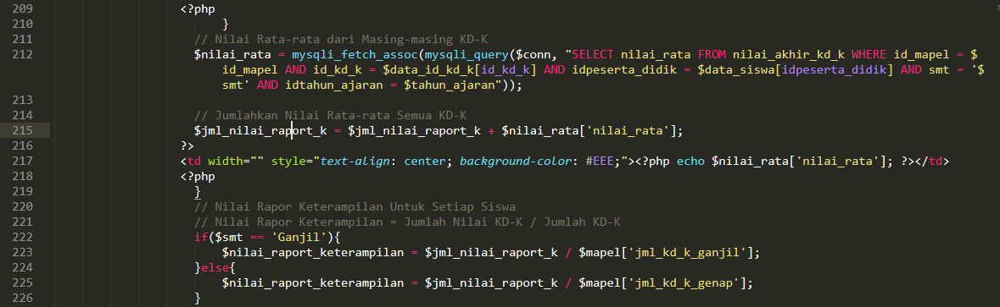 209 <?php
210 }
211 // Nilai Rata-rata dari Masing-masing KD-K
212 $nilai_rata = mysqli_fetch_assoc(mysqli_query($conn, "SELECT nilai_rata FROM nilai_akhir_kd_k WHERE id_mapel = $
id_mapel AND id_kd_k = $data_id_kd_k[id_kd_k] AND idpeserta_didik = $data_siswa[idpeserta_didik] AND smt = '$
smt' AND idtahun_ajaran = $tahun_ajaran"));
213
214 // Jumlahkan Nilai Rata-rata Semua KD-K
215 $jml_nilai_raport_k = $jml_nilai_raport_k + $nilai_rata['nilai_rata'];
216 ?>
217 <td width="" style="text-align: center; background-color: #EEE;"><?php echo $nilai_rata['nilai_rata']; ?></td>
218 <?php
219 }
220 // Nilai Rapor Keterampilan Untuk Setiap Siswa
221 // Nilai Rapor Keterampilan = Jumlah Nilai KD-K / Jumlah KD-K
222 if($smt == 'Ganjil'){
223 $nilai_raport_keterampilan = $jml_nilai_raport_k / $mapel['jml_kd_k_ganjil'];
224 }else{
225 $nilai_raport_keterampilan = $jml_nilai_raport_k / $mapel['jml_kd_k_genap'];
226 }